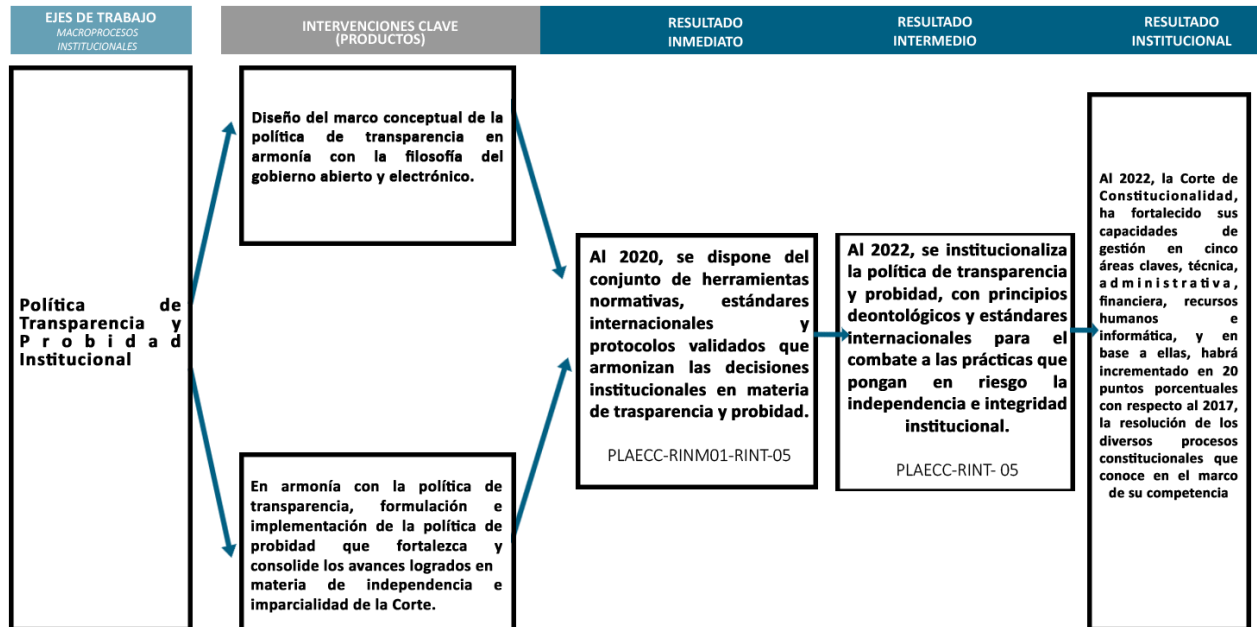 EJES DE TRABAJO
MACROPROCESOS
INSTITUCIONALES
INTERVENCIONES CLAVE
(PRODUCTOS)
RESULTADO
INMEDIATO
RESULTADO
INTERMEDIO
RESULTADO
INSTITUCIONAL
Política de
Transparencia y
Probidad
Institucional
Diseño del marco conceptual de la
política de transparencia en
armonía con la filosofía del
gobierno abierto y electrónico.
En armonía con la política de
transparencia, formulación e
implementación de la política de
probidad que fortalezca y
consolide los avances logrados en
materia de independencia e
imparcialidad de la Corte.
Al 2020, se dispone del
conjunto de herramientas
normativas, estándares
internacionales y
protocolos validados que
armonizan las decisiones
institucionales en materia
de trasparencia y probidad.
PLAECC-RINM01-RINT-05
Al 2022, se institucionaliza
la política de transparencia
y probidad, con principios
deontológicos y estándares
internacionales para el
combate a las prácticas que
pongan en riesgo la
independencia e integridad
institucional.
PLAECC-RINT- 05
Al 2022, la Corte de
Constitucionalidad,
ha fortalecido sus
capacidades de
gestión en cinco
áreas claves, técnica,
administrativa,
financiera, recursos
humanos e
informática, y en
base a ellas, habrá
incrementado en 20
puntos porcentuales
con respecto al 2017,
la resolución de los
diversos procesos
constitucionales que
conoce en el marco
de su competencia